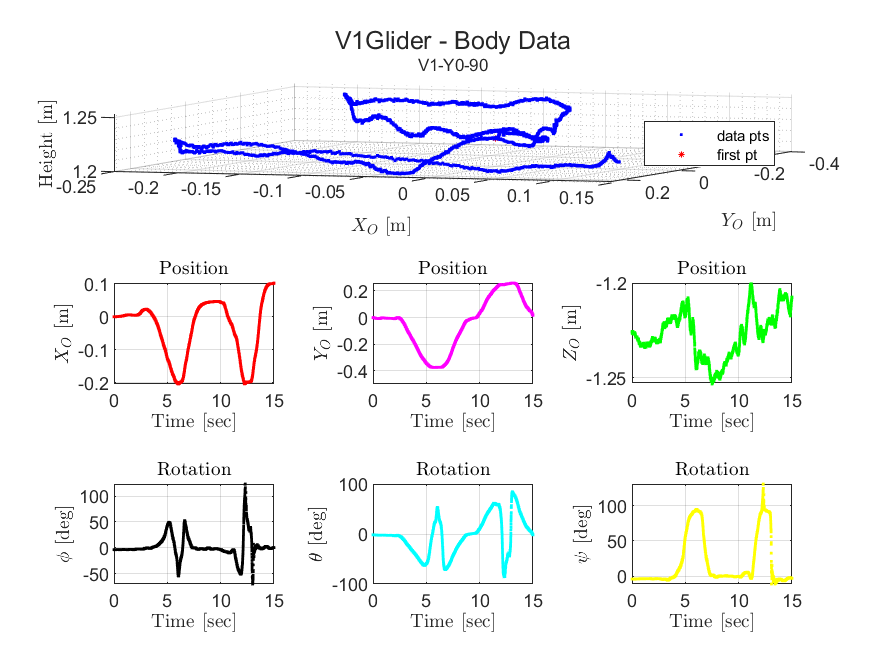 V1Glider - Body Data
V1-Y0-90
Height [m]
1.25
1.2
-0.25
-0.2
-0.15
-0.1
-0.05
0
0.05
0.1
0.15
0.2
0
-0.2
-0.4
X_O [m]
Y_O [m]
data pts
first pt
Position
X_O [m]
0.1
0
-0.1
-0.2
0 5 10 15
Time [sec]
Position
Y_O [m]
0.2
0
-0.2
-0.4
0 5 10 15
Time [sec]
Position
Z_O [m]
-1.2
-1.25
0 5 10 15
Time [sec]
Rotation
ϕ [deg]
100
50
0
-50
0 5 10 15
Time [sec]
Rotation
θ [deg]
100
0
-100
0 5 10 15
Time [sec]
Rotation
ψ [deg]
100
50
0
0 5 10 15
Time [sec]